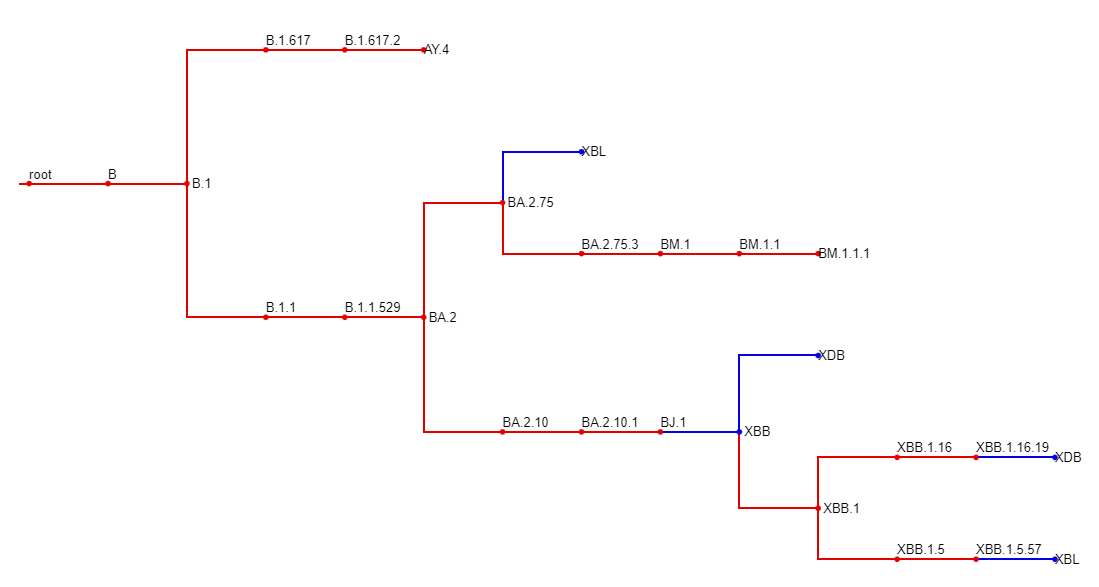 B.1.617
B.1.617.2
AY.4
XBL
root
B
B.1
BA.2.75
BA.2.75.3
BM.1
BM.1.1
BM.1.1.1
B.1.1
B.1.1.529
BA.2
XDB
BA.2.10
BA.2.10.1
BJ.1
XBB
XBB.1.16
XBB.1.16.19
XDB
XBB.1
XBB.1.5
XBB.1.5.57
XBL